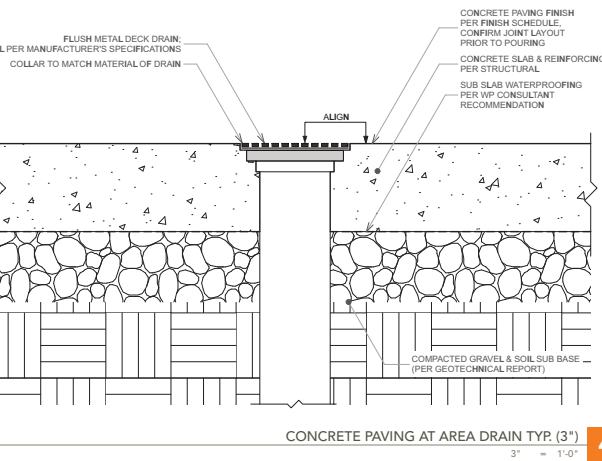 FLUSH METAL DECK DRAIN;
PER MANUFACTURER'S SPECIFICATIONS
COLLAR TO MATCH MATERIAL OF DRAIN
ALIGN
CONCRETE PAVING FINISH
PER FINISH SCHEDULE,
CONFIRM JOINT LAYOUT
PRIOR TO POURING
CONCRETE SLAB & REINFORCING
PER STRUCTURAL
SUB SLAB WATERPROOFING
PER WP CONSULTANT
RECOMMENDATION
COMPACTED GRAVEL & SOIL SUB BASE
(PER GEOTECHNICAL REPORT)
CONCRETE PAVING AT AREA DRAIN TYP. (3")
3" = 1'-0"